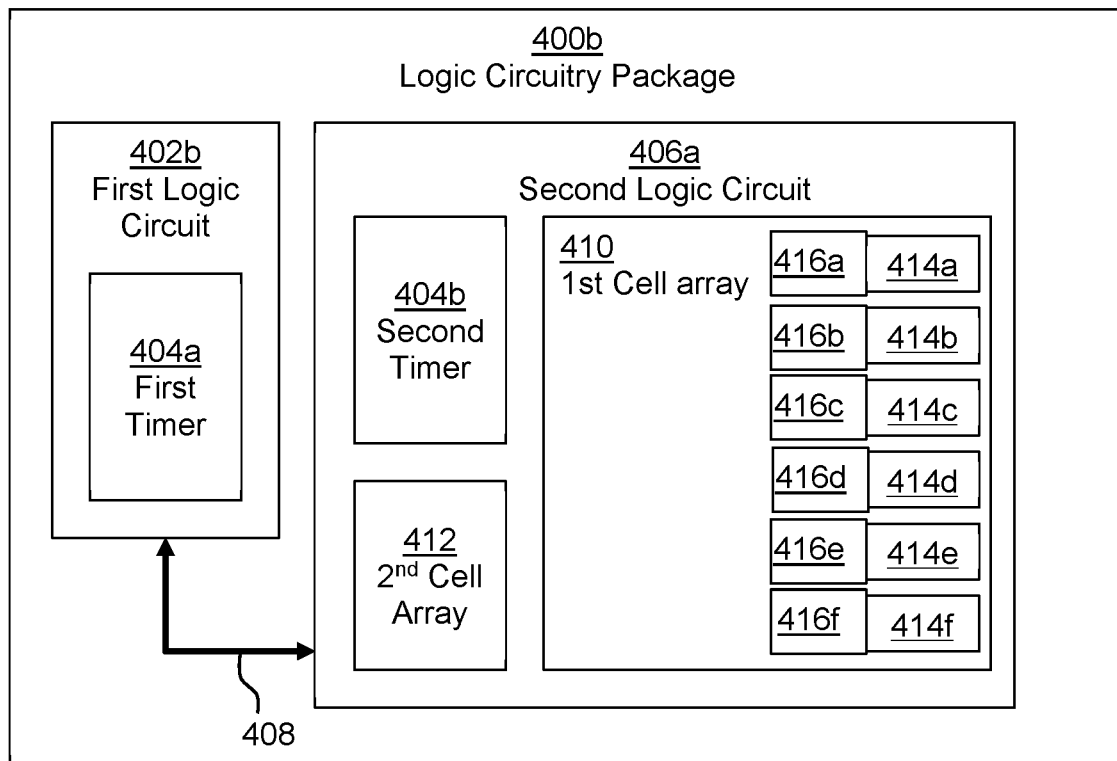 400b
Logic Circuitry Package
402b
First Logic
Circuit
404a
First
Timer
406a
Second Logic Circuit
404b
Second
Timer
412
2nd Cell
Array
410
1st Cell array
416a 414a
416b 414b
416c 414c
416d 414d
416e 414e
416f 414f
408